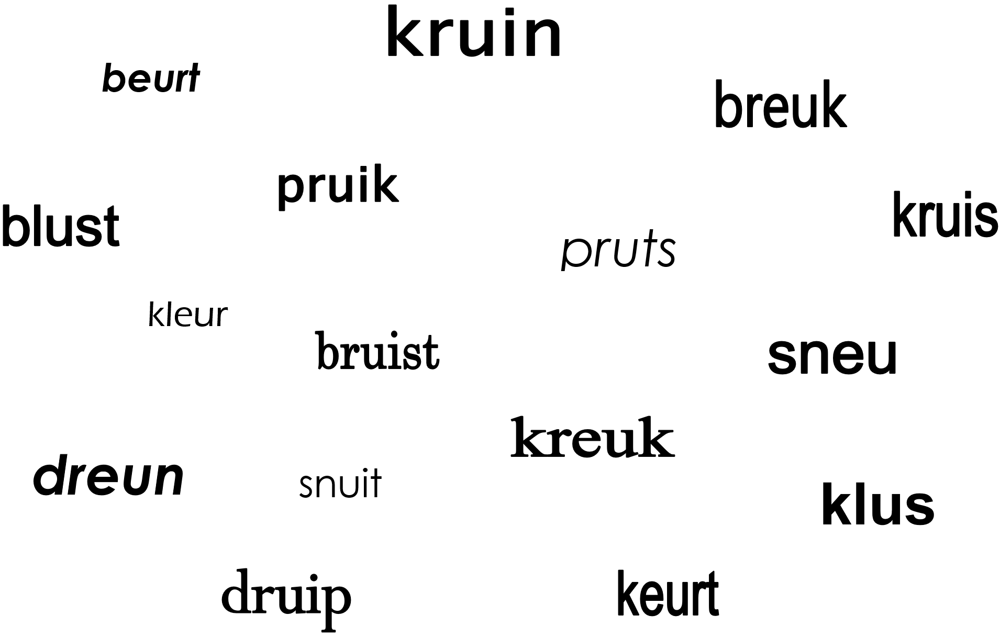 kruin
beurt
breuk
pruik
kruis
blust
pruts
kleur
bruist
sneu
kreuk
dreun
snuit
klus
druip
keurt